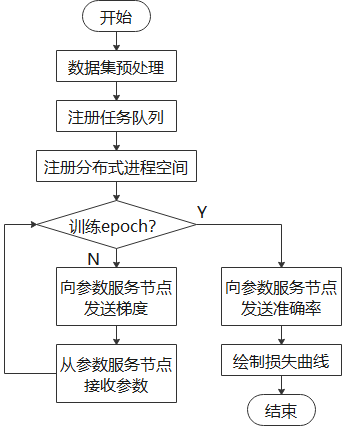 开始
数据集预处理
注册任务队列
注册分布式进程空间
训练epoch？
Y
N
向参数服务节点
发送梯度
向参数服务节点
发送准确率
从参数服务节点
接收参数
绘制损失曲线
结束